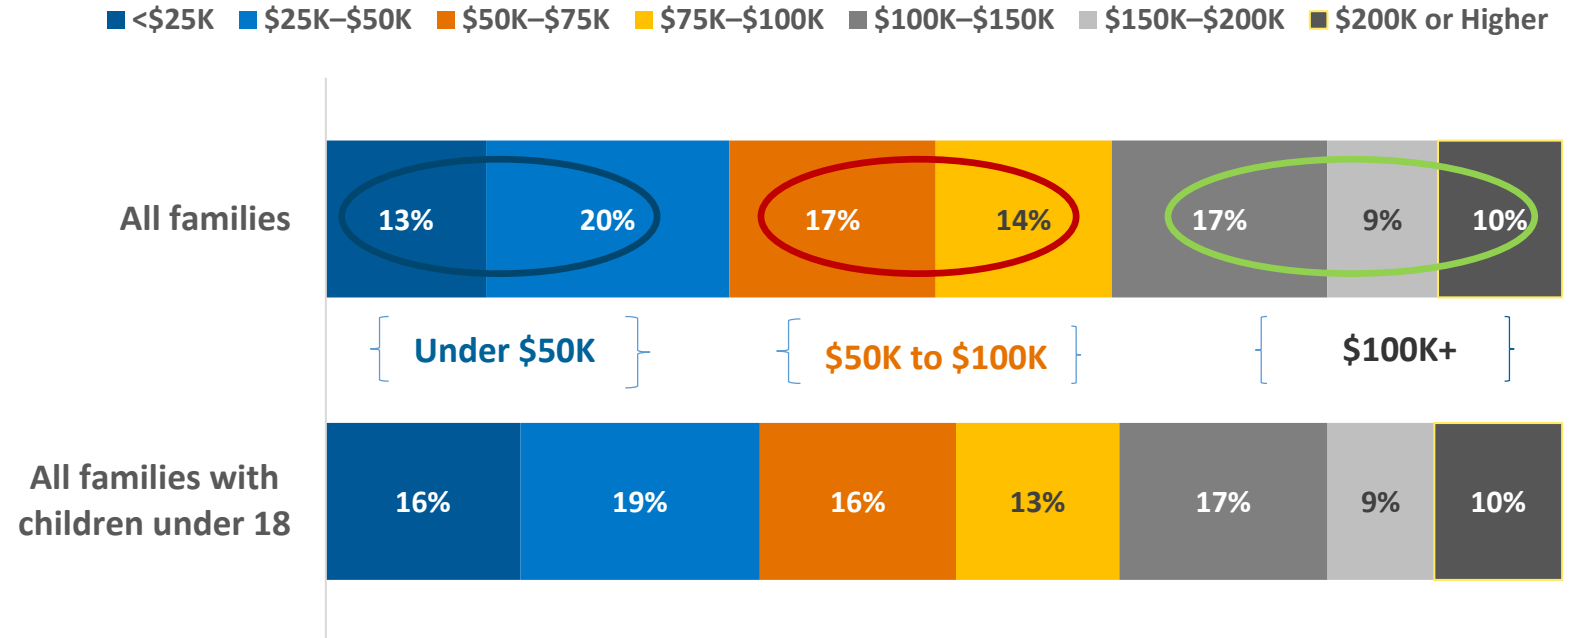 <$25K $25K–$50K $50K–$75K $75K–$100K $100K–$150K $150K–$200K $200K or Higher
All families
13% 20% 17% 14% 17% 9% 10%
Under $50K $50K to $100K $100K+
All families with
children under 18
16% 19% 16% 13% 17% 9% 10%